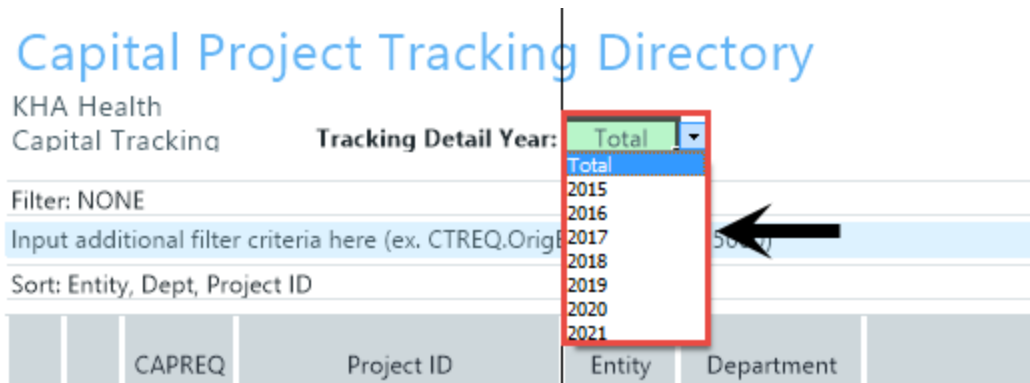 Capital Project Tracking Directory
KHA Health
Capital Tracking Tracking Detail Year: Total
Total
2015
2016
2017
2018
2019
2020
2021
Filter: NONE
Input additional filter criteria here (ex. CTREQ.Orig
Sort: Entity, Dept, Project ID
CAPREQ Project ID Entity Department